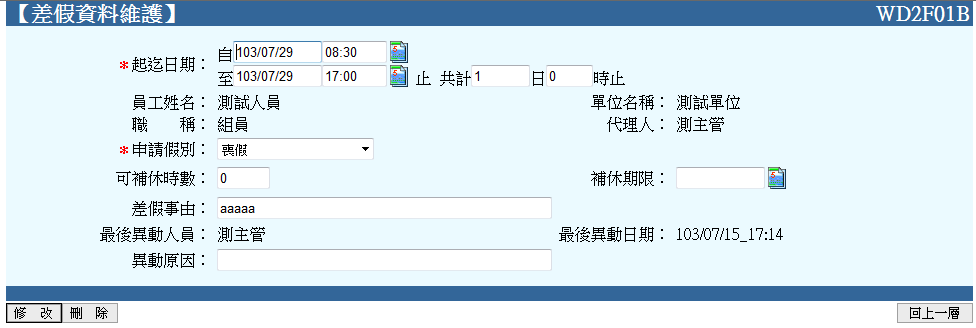 【差假資料維護】 WD2F01B
自 103/07/29 08:30
*起迄日期：
至 103/07/29 17:00 止 共計 1 日 0 時止
員工姓名： 測試人員 單位名稱： 測試單位
職 稱： 組員 代理人： 測主管
*申請假別： 喪假
可補休時數： 0 補休期限：
差假事由： aaaaa
最後異動人員： 測主管 最後異動日期： 103/07/15_17:14
異動原因：
修 改 刪 除 回上一層